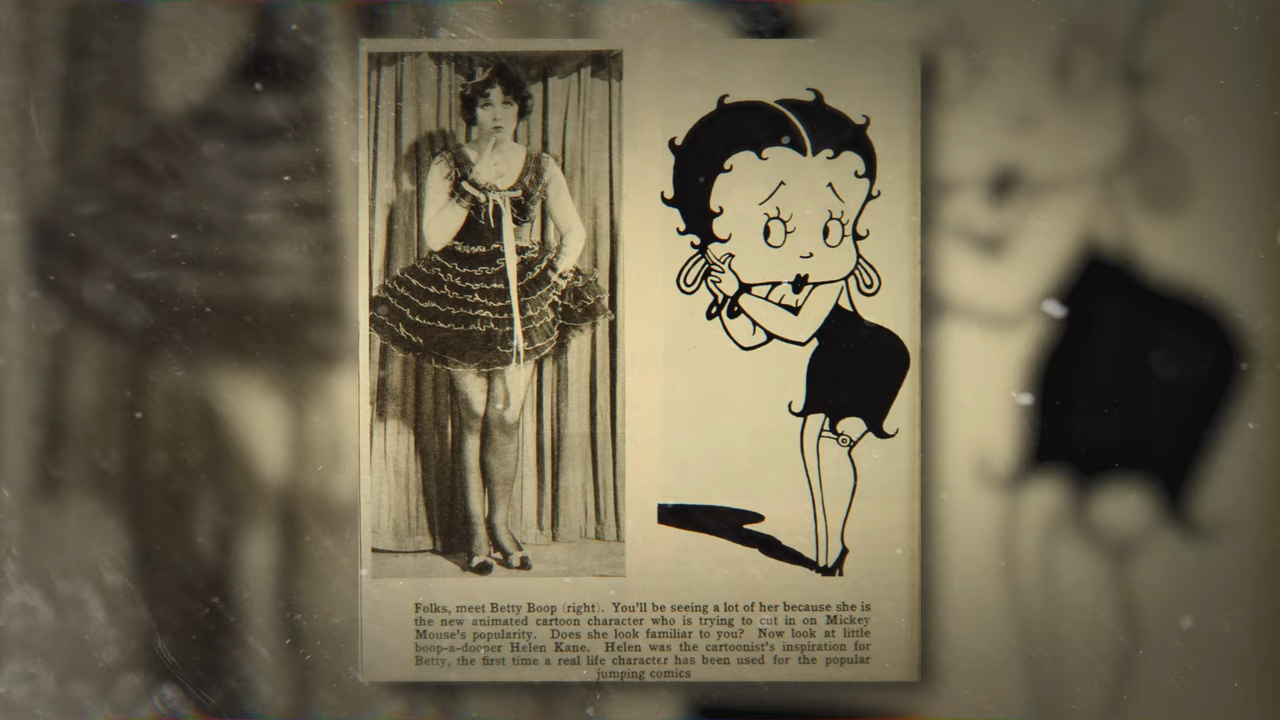 Folks, meet Betty Boop (right). You'll be seeing a lot of her because she is
the new animated cartoon character who is trying to cut in on Mickey
Mouse's popularity. Does she look familiar to you? Now look at little
boop-a-dooper Helen Kane. Helen was the cartoonist's inspiration for
Betty, the first time a real life character has been used for the popular
jumping comics